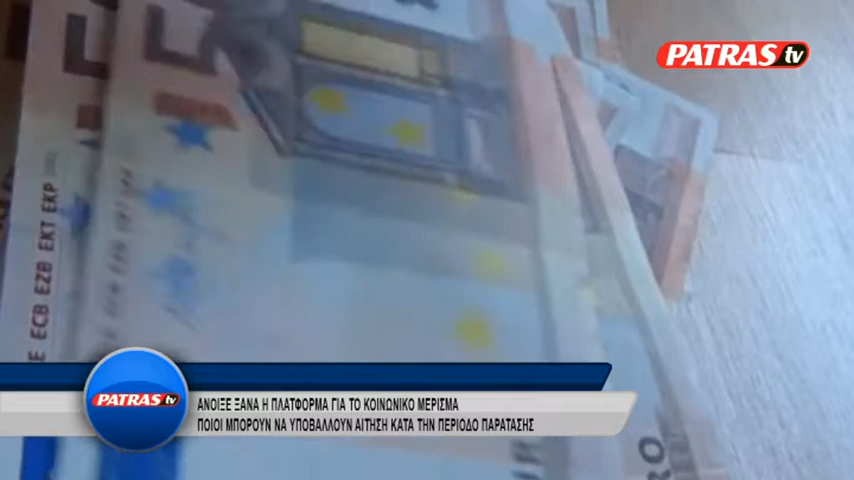 PATRAS tv
ECB EZB EKT EKP
PATRAS tv
ΑΝΟΙΞΕ ΞΑΝΑ Η ΠΛΑΤΦΟΡΜΑ ΓΙΑ ΤΟ ΚΟΙΝΩΝΙΚΟ ΜΕΡΙΣΜΑ
ΠΟΙΟΙ ΜΠΟΡΟΥΝ ΝΑ ΥΠΟΒΑΛΛΟΥΝ ΑΙΤΗΣΗ ΚΑΤΑ ΤΗΝ ΠΕΡΙΟΔΟ ΠΑΡΑΤΑΣΗΣ